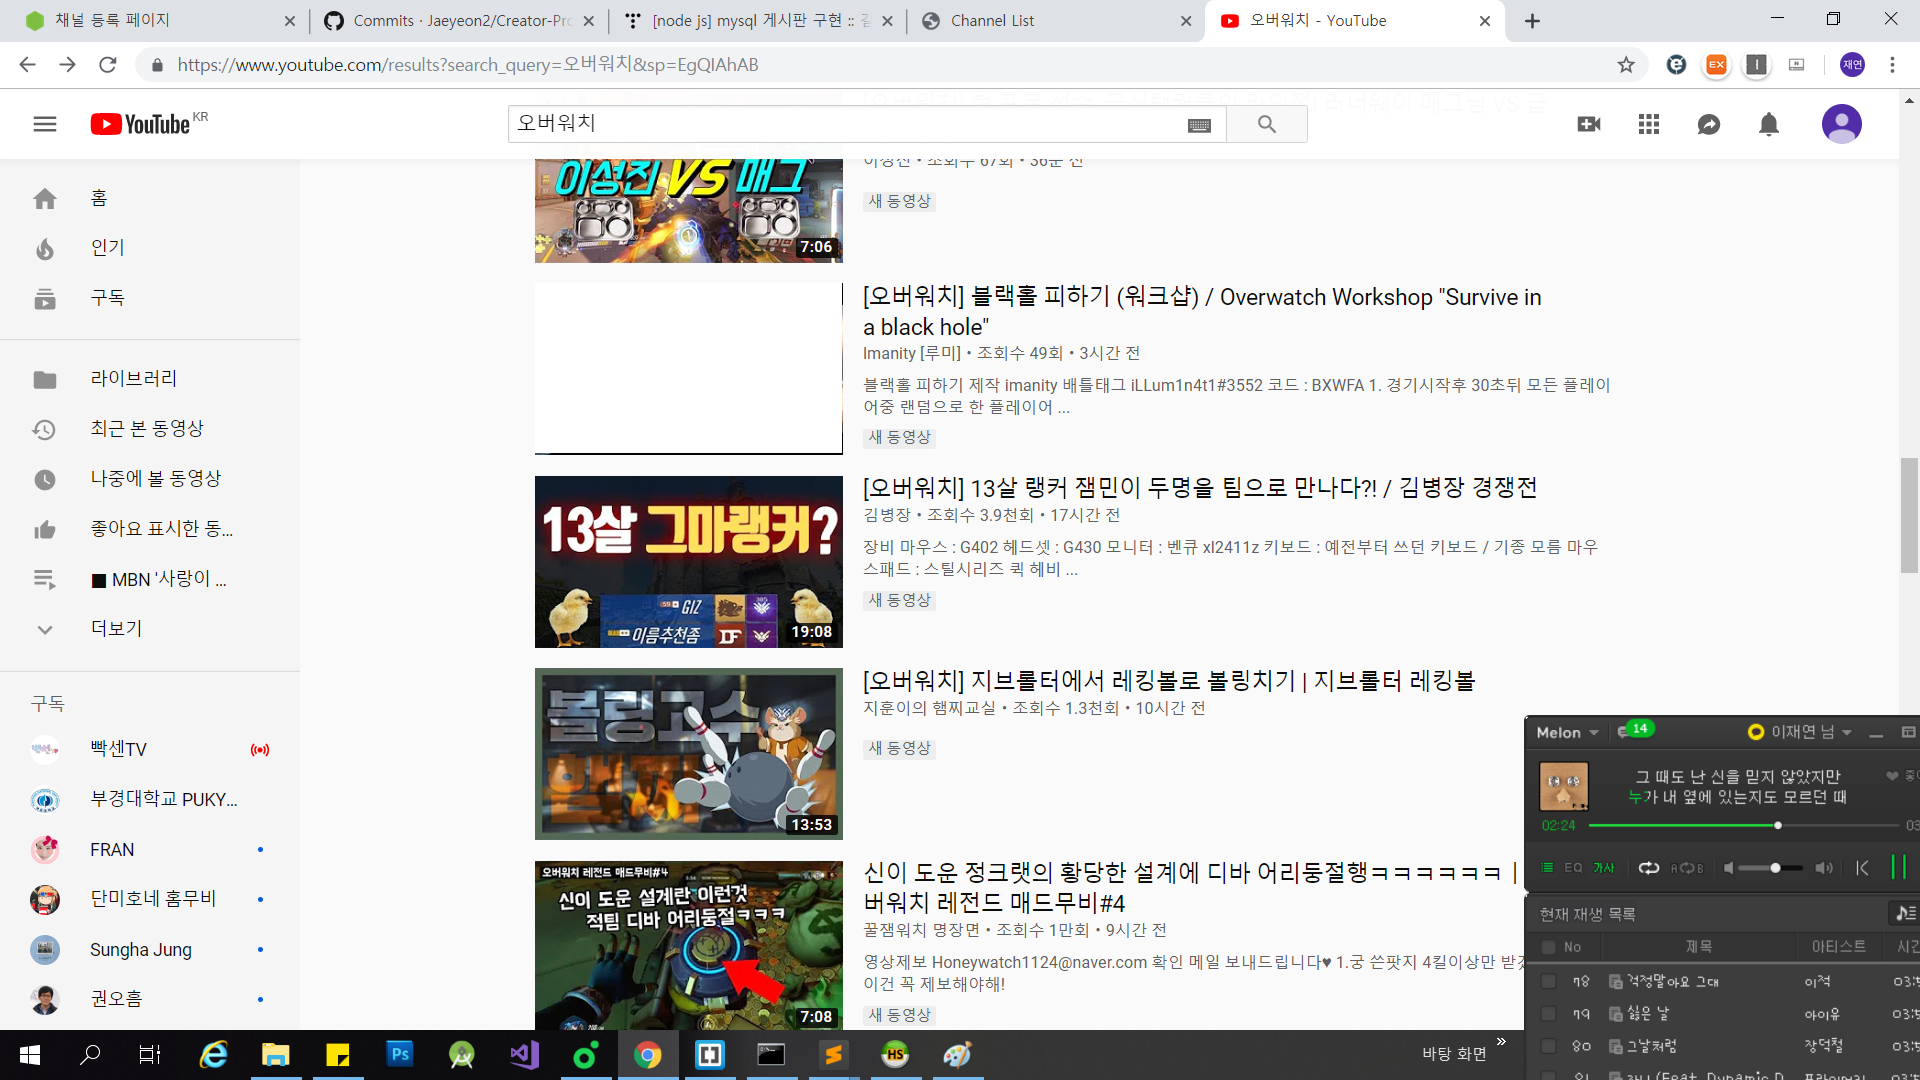 채널 등록 페이지
Commits · Jaeyeon2/Creator-Pro
[node js] mysql 게시판 구현 :: 길
Channel List
오버워치 - YouTube
https://www.youtube.com/results?search_query=오버워치&sp=EgQIAhAB
재연
YouTube KR
오버워치
홈
인기
구독
라이브러리
최근 본 동영상
나중에 볼 동영상
좋아요 표시한 동...
■ MBN '사랑이 ...
더보기
구독
빡센TV
부경대학교 PUKY...
FRAN
단미호네 홈무비
Sungha Jung
권오흠
이성진 VS 매그
7:06
이성진 • 조회수 67회 • 36분 전
새 동영상
[오버워치] 블랙홀 피하기 (워크샵) / Overwatch Workshop "Survive in
a black hole"
Imanity [루미] • 조회수 49회 • 3시간 전
블랙홀 피하기 제작 imanity 배틀태그 iLLum1n4t1#3552 코드 : BXWFA 1. 경기시작후 30초뒤 모든 플레이
어중 랜덤으로 한 플레이어 ...
새 동영상
13살 그마랭커?
GIZ
이름추천좀
19:08
[오버워치] 13살 랭커 잼민이 두명을 팀으로 만나다?! / 김병장 경쟁전
김병장 • 조회수 3.9천회 • 17시간 전
장비 마우스 : G402 헤드셋 : G430 모니터 : 벤큐 xl2411z 키보드 : 예전부터 쓰던 키보드 / 기종 모름 마우
스패드 : 스틸시리즈 퀵 헤비 ...
새 동영상
볼링고수
13:53
[오버워치] 지브롤터에서 레킹볼로 볼링치기 | 지브롤터 레킹볼
지훈이의 햄찌교실 • 조회수 1.3천회 • 10시간 전
새 동영상
오버워치 레전드 매드무비#4
신이 도운 설계란 이런것
적팀 디바 어리둥절ㅋㅋㅋ
7:08
신이 도운 정크랫의 황당한 설계에 디바 어리둥절행ㅋㅋㅋㅋㅋㅋ |
버워치 레전드 매드무비#4
꿀잼워치 명장면 • 조회수 1만회 • 9시간 전
영상제보 Honeywatch1124@naver.com 확인 메일 보내드립니다♥ 1.궁 쓴팟지 4킬이상만 받
이건 꼭 제보해야해!
새 동영상
Melon
14
이재연 님
그 때도 난 신을 믿지 않았지만
누가 내 옆에 있는지도 모르던 때
02:24
EQ 가사
현재 재생 목록
No 제목 아티스트 시간
78 걱정말아요 그대 이적
79 싫은 날 아이유
80 그날처럼 장덕철
바탕 화면